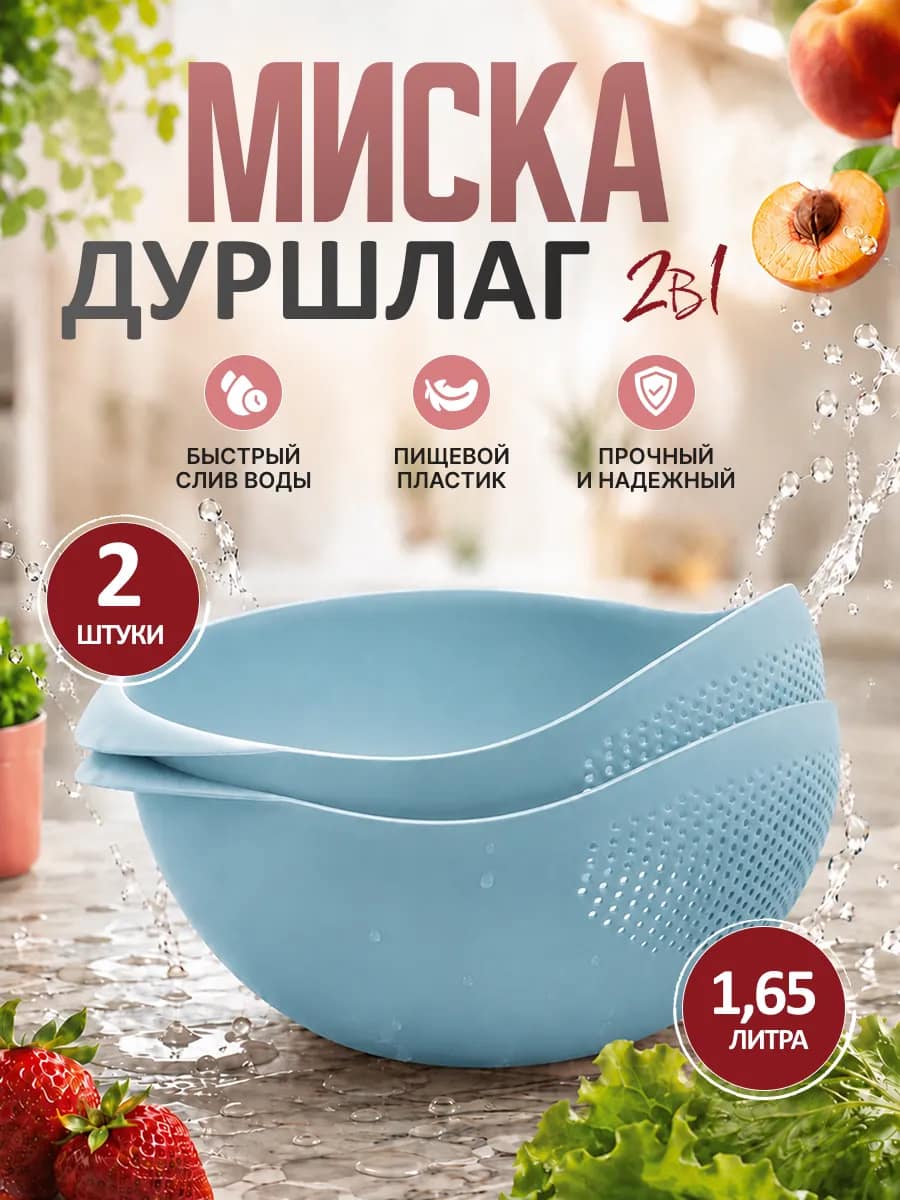 МИСКА
ДУРШЛАГ 2в1
БЫСТРЫЙ
СЛИВ ВОДЫ
ПИЩЕВОЙ
ПЛАСТИК
ПРОЧНЫЙ
И НАДЕЖНЫЙ
2
ШТУКИ
1,65
ЛИТРА